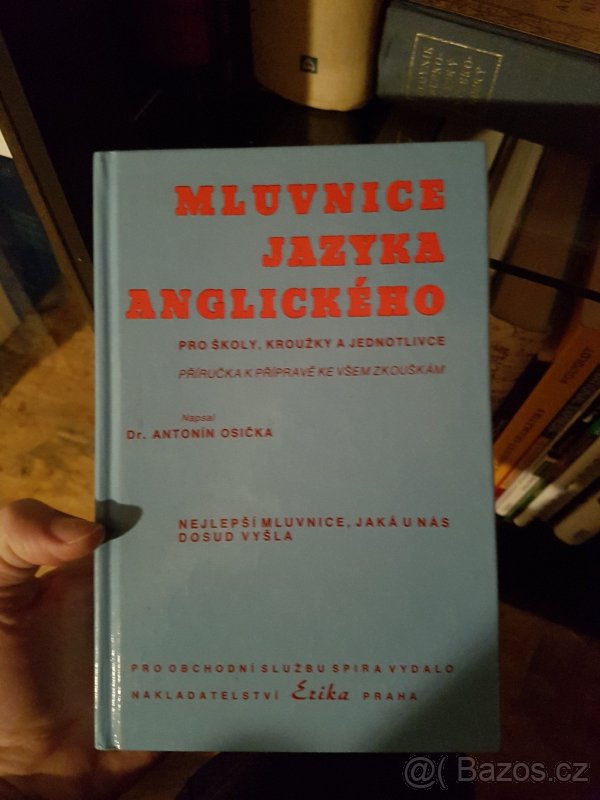 MLUVNICE
JAZYKA
ANGLICKÉHO
PRO ŠKOLY, KROUŽKY A JEDNOTLIVCE
PŘÍRUČKA K PŘÍPRAVĚ KE VŠEM ZKOUŠKÁM
Napsal
Dr. ANTONÍN OSIČKA
NEJLEPŠÍ MLUVNICE, JAKÁ U NÁS
DOSUD VYŠLA
PRO OBCHODNÍ SLUŽBU SPIRA VYDALO
NAKLADATELSTVÍ Erika PRAHA
@( Bazos.cz